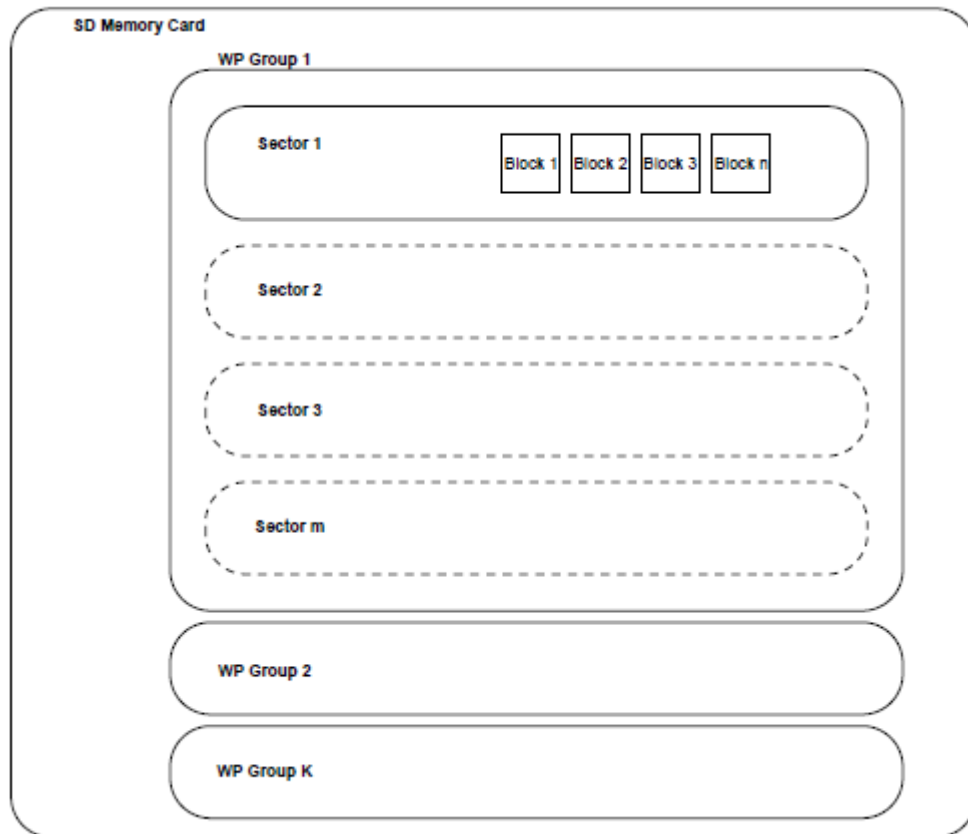 SD Memory Card
WP Group 1
Sector 1
Block 1 Block 2 Block 3 Block n
Sector 2
Sector 3
Sector m
WP Group 2
WP Group K